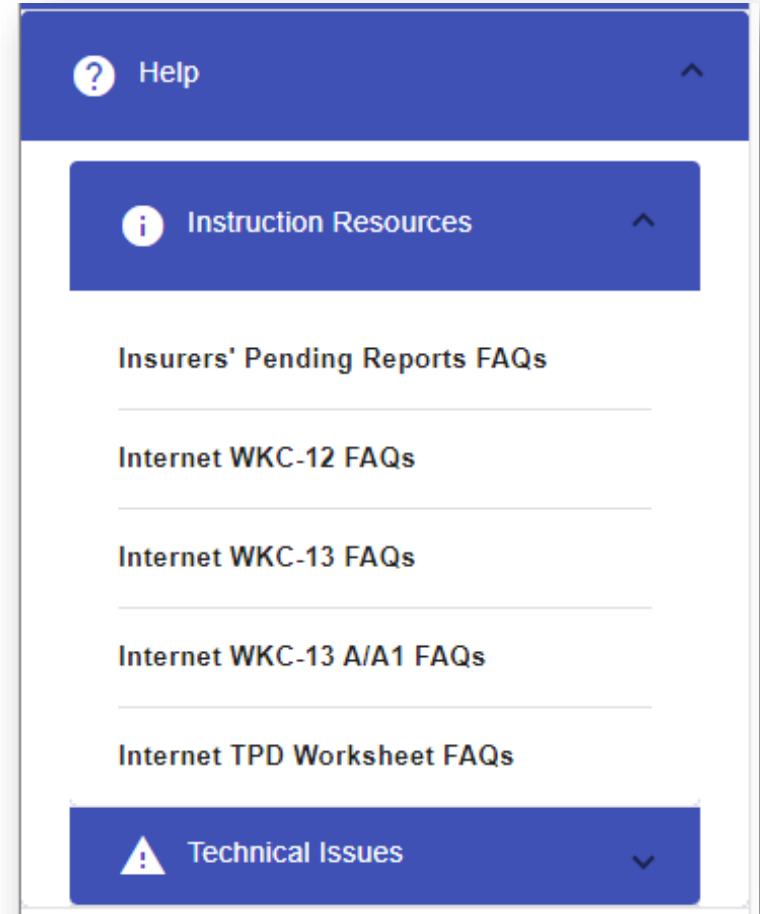 Help
Instruction Resources
Insurers' Pending Reports FAQs
Internet WKC-12 FAQs
Internet WKC-13 FAQs
Internet WKC-13 A/A1 FAQs
Internet TPD Worksheet FAQs
Technical Issues